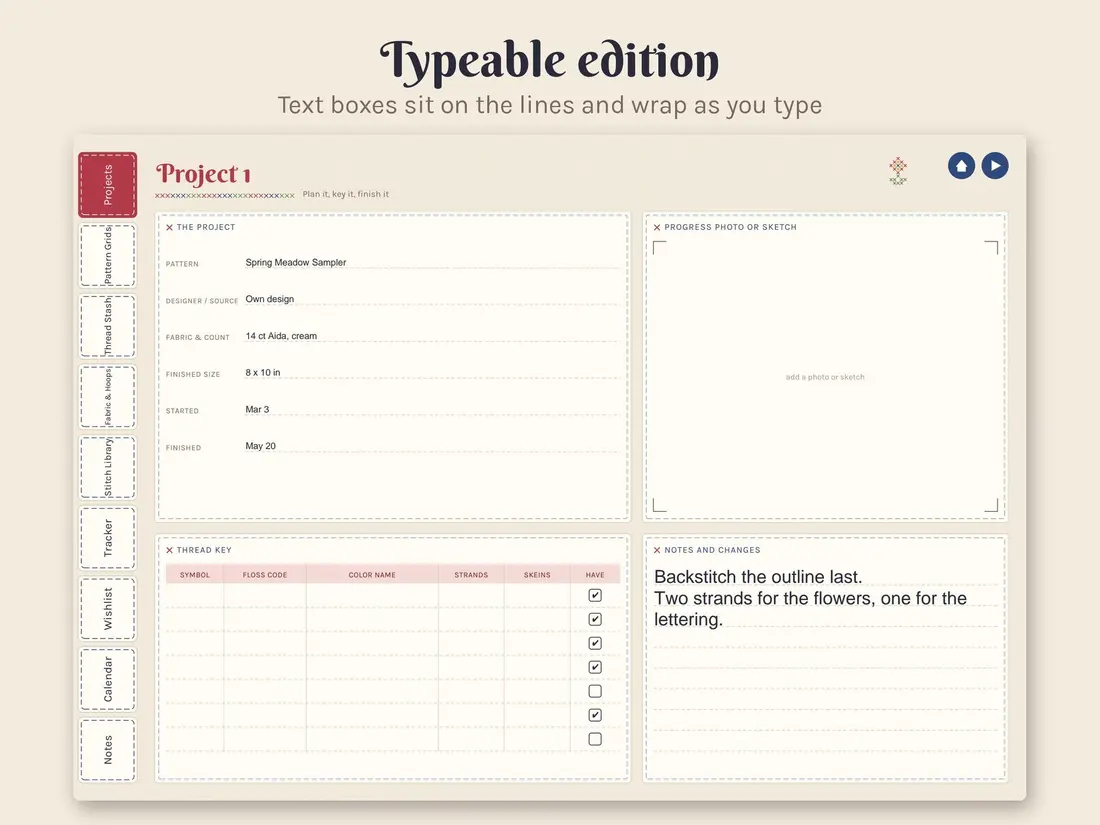 Typeable edition
Text boxes sit on the lines and wrap as you type
Projects
Pattern Grids
Thread Stash
Fabric & Hoops
Stitch Library
Tracker
Wishlist
Calendar
Notes
Project 1
Plan it, key it, finish it
THE PROJECT
PATTERN Spring Meadow Sampler
DESIGNER / SOURCE Own design
FABRIC & COUNT 14 ct Aida, cream
FINISHED SIZE 8 x 10 in
STARTED Mar 3
FINISHED May 20
PROGRESS PHOTO OR SKETCH
add a photo or sketch
THREAD KEY
SYMBOL FLOSS CODE COLOR NAME STRANDS SKEINS HAVE
NOTES AND CHANGES
Backstitch the outline last.
Two strands for the flowers, one for the
lettering.